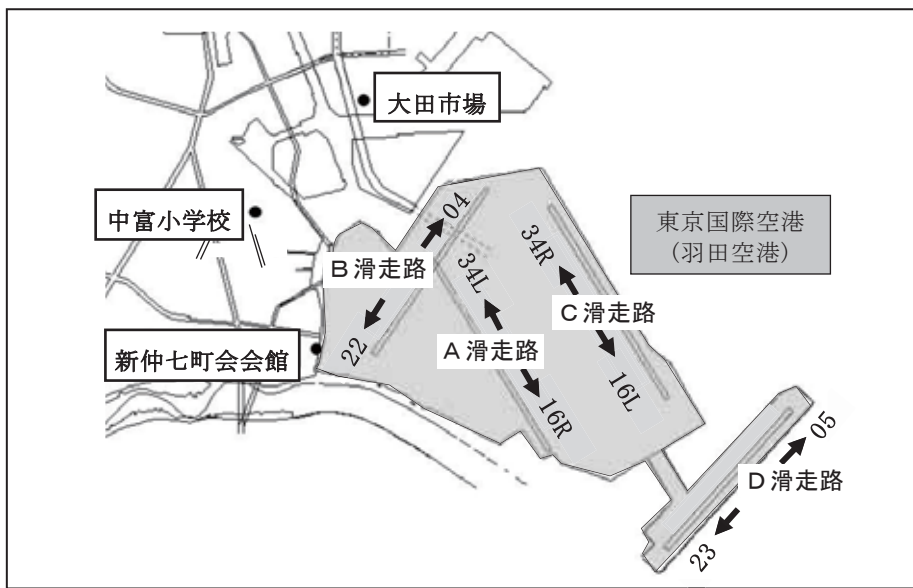 大田市場
中富小学校
東京国際空港
(羽田空港)
04
B滑走路
34L
34R
C滑走路
新仲七町会会館
22
A滑走路
16L
16R
05
D滑走路
23